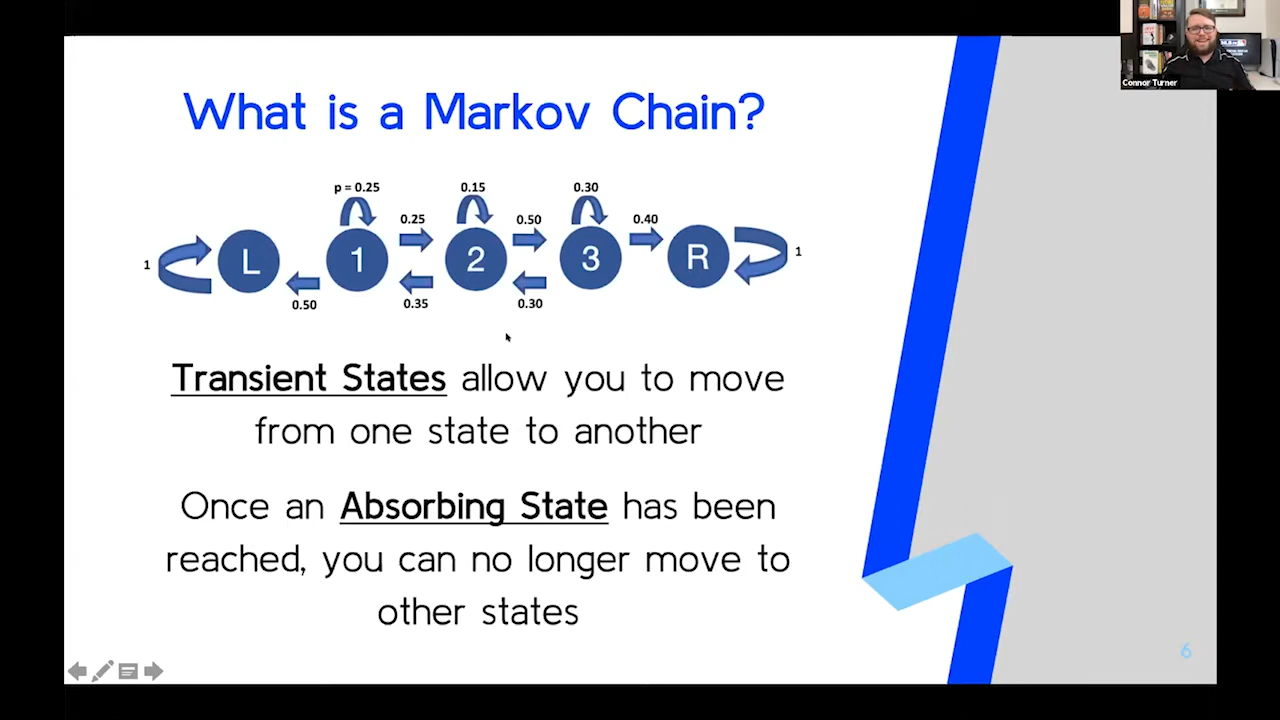 Connor Turner
What is a Markov Chain?
p = 0.25
0.15
0.30
0.25
0.50
0.40
1
L
1
2
3
R
1
0.50
0.35
0.30
Transient States allow you to move
from one state to another
Once an Absorbing State has been
reached, you can no longer move to
other states
6